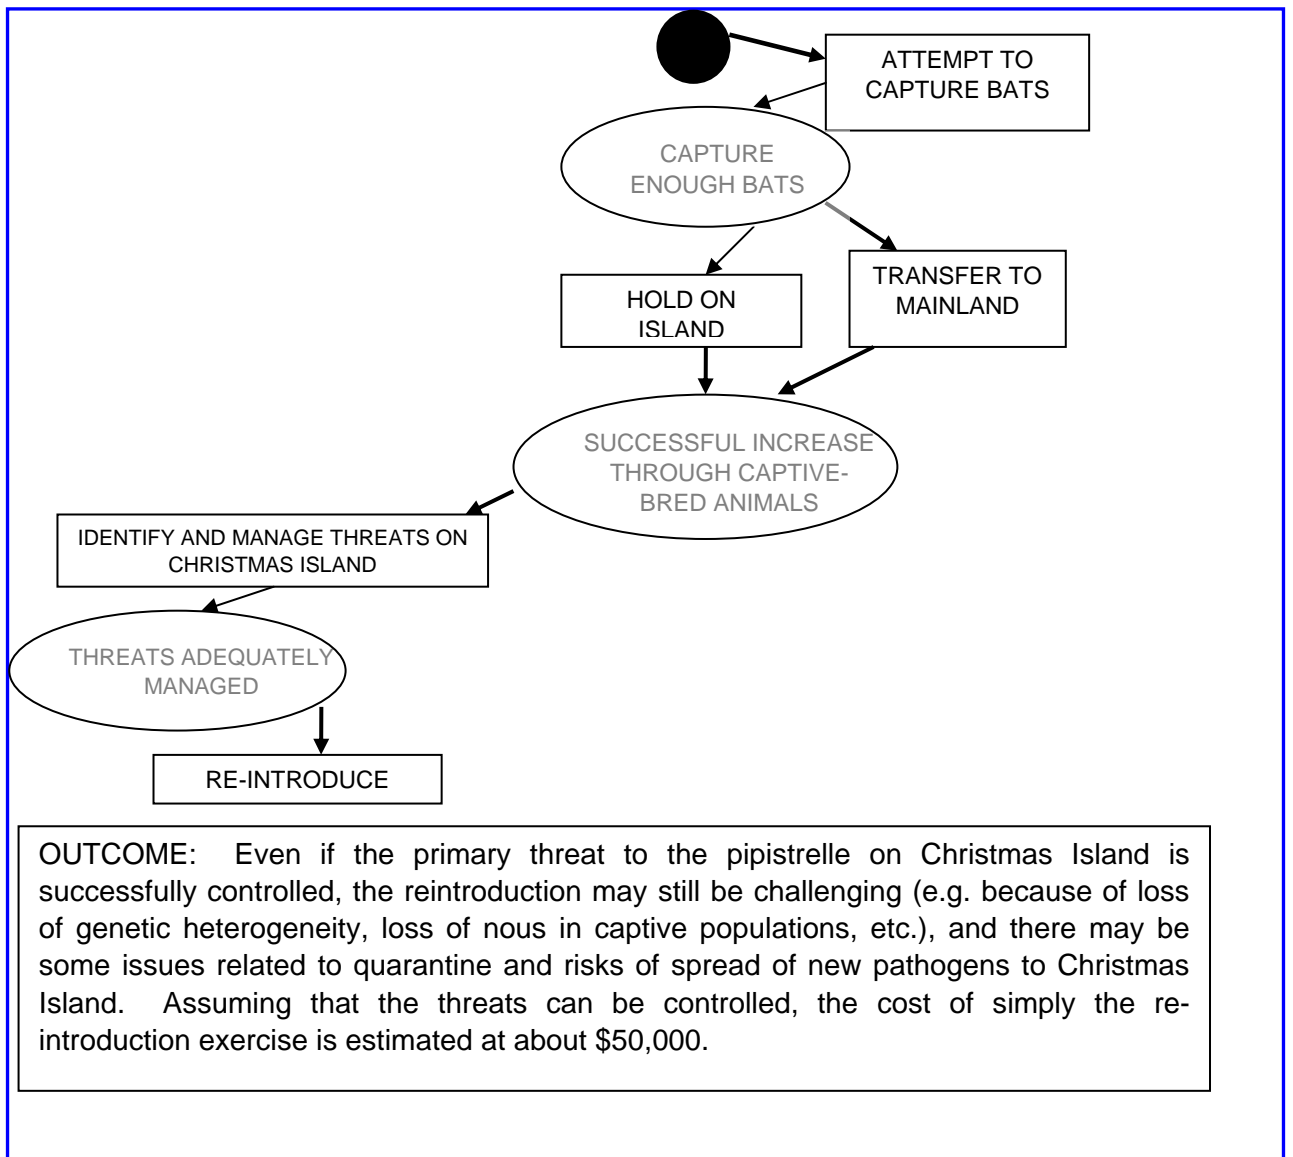 ATTEMPT TO
CAPTURE BATS
CAPTURE
ENOUGH BATS
HOLD ON
ISLAND
TRANSFER TO
MAINLAND
SUCCESSFUL INCREASE
THROUGH CAPTIVE-
BRED ANIMALS
IDENTIFY AND MANAGE THREATS ON
CHRISTMAS ISLAND
THREATS ADEQUATELY
MANAGED
RE-INTRODUCE
OUTCOME: Even if the primary threat to the pipistrelle on Christmas Island is
successfully controlled, the reintroduction may still be challenging (e.g. because of loss
of genetic heterogeneity, loss of nous in captive populations, etc.), and there may be
some issues related to quarantine and risks of spread of new pathogens to Christmas
Island. Assuming that the threats can be controlled, the cost of simply the re-
introduction exercise is estimated at about $50,000.